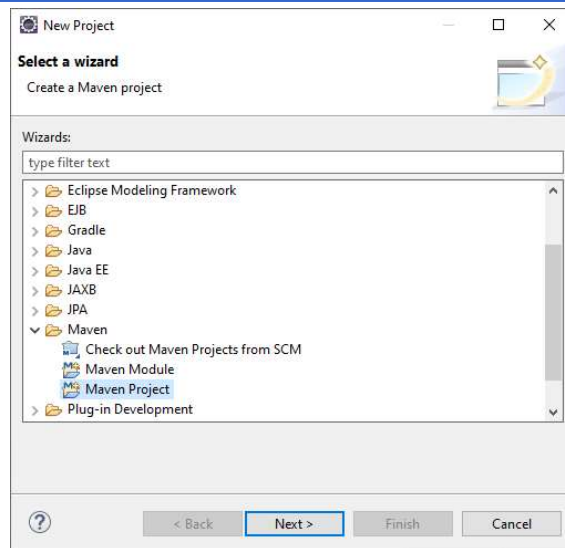 New Project
Select a wizard
Create a Maven project
Wizards:
type filter text
Eclipse Modeling Framework
EJB
Gradle
Java
Java EE
JAXB
JPA
Maven
Check out Maven Projects from SCM
Maven Module
Maven Project
Plug-in Development
? < Back Next > Finish Cancel